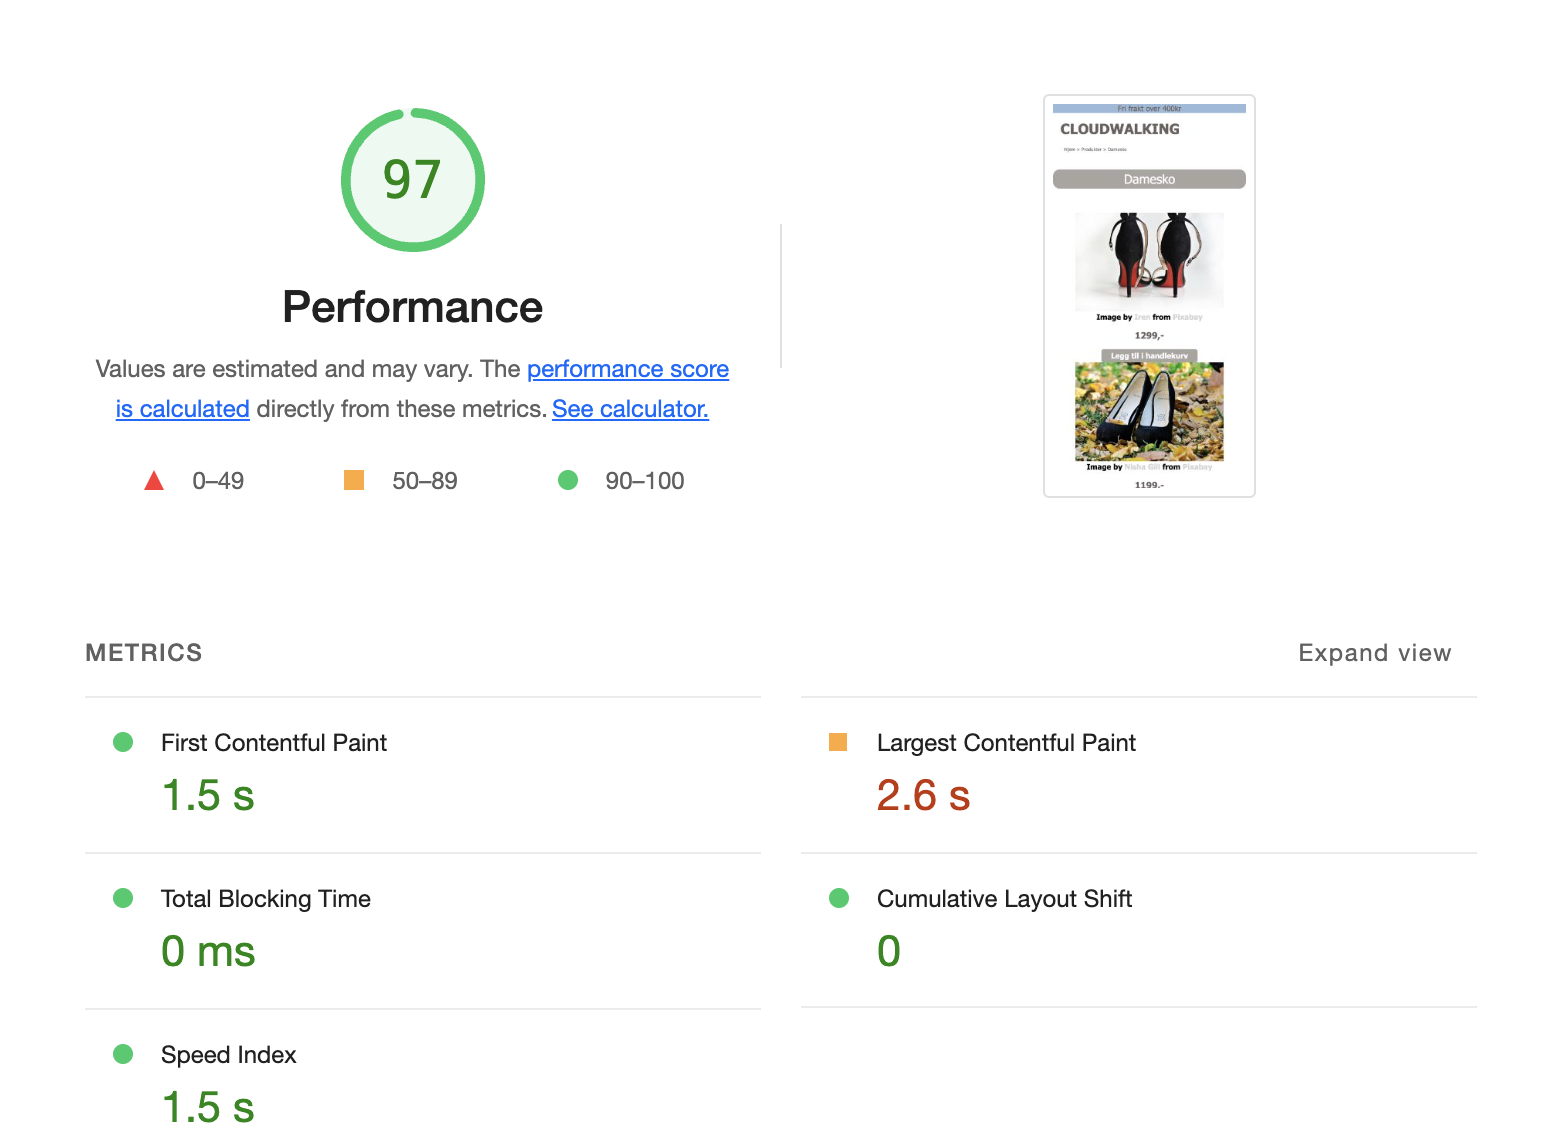 97
Performance
Values are estimated and may vary. The performance score
is calculated directly from these metrics. See calculator.
0–49
50–89
90–100
Fri frakt over 400kr
CLOUDWALKING
Hjem > Produkter > Damesko
Damesko
Image by Iren from Pixabay
1299,-
Legg til i handlekurv
Image by Nisha Gill from Pixabay
1199,-
METRICS
Expand view
First Contentful Paint
1.5 s
Largest Contentful Paint
2.6 s
Total Blocking Time
0 ms
Cumulative Layout Shift
0
Speed Index
1.5 s